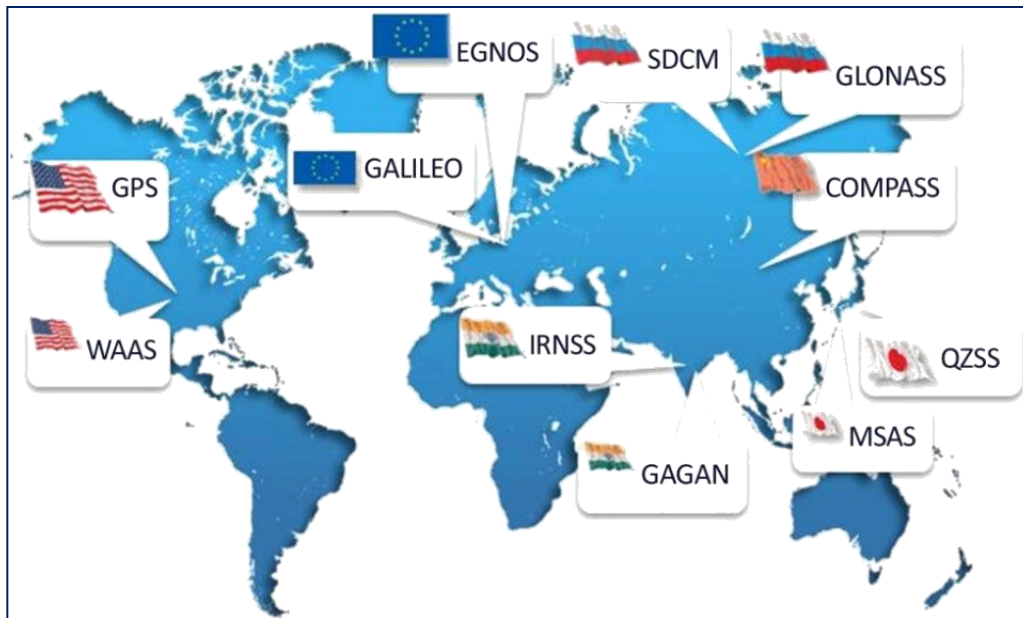 EGNOS
SDCM
GLONASS
GALILEO
GPS
COMPASS
WAAS
IRNSS
QZSS
MSAS
GAGAN